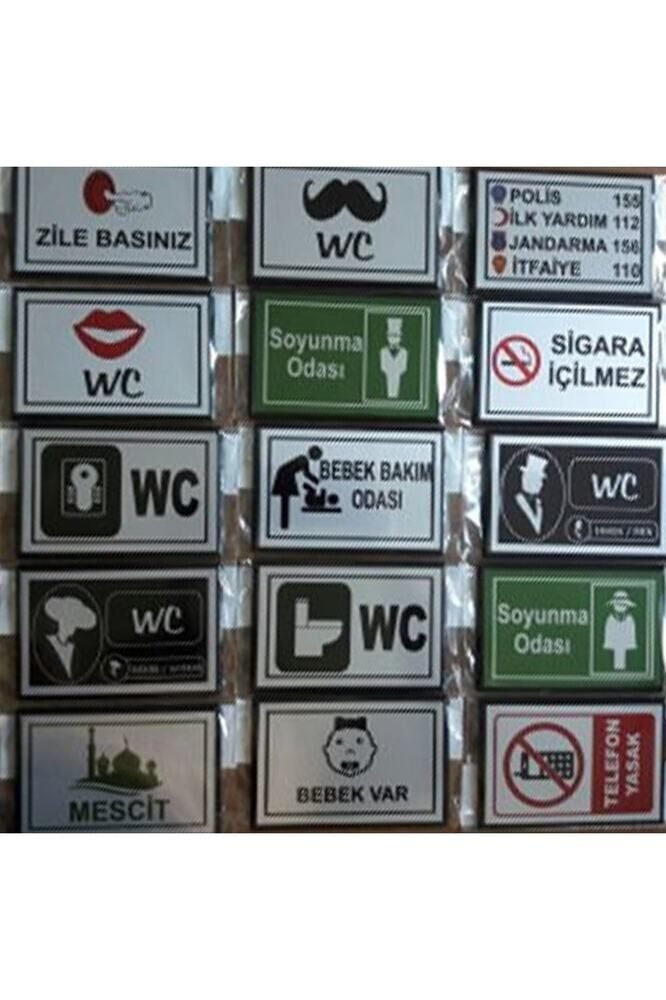 ZİLE BASINIZ
WC
POLİS 155
İLK YARDIM 112
JANDARMA 156
İTFAİYE 110
WC
Soyunma
Odası
SİGARA
İÇİLMEZ
WC
BEBEK BAKIM
ODASI
WC
WC
WC
Soyunma
Odası
MESCİT
BEBEK VAR
TELEFON
YASAK